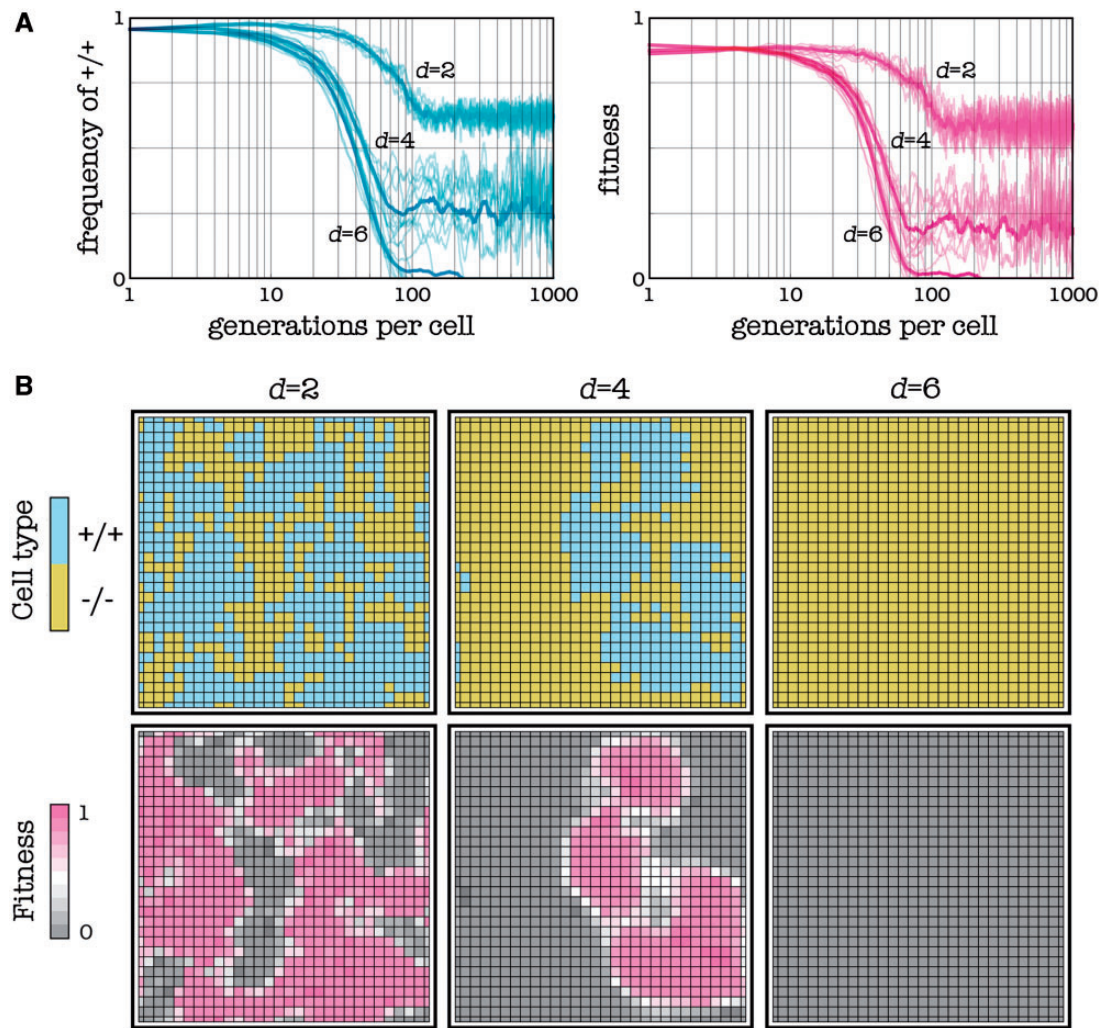 A
frequency of +/+
1
0
d=2
d=4
d=6
1 10 100 1000
generations per cell
fitness
1
0
d=2
d=4
d=6
1 10 100 1000
generations per cell
B
d=2 d=4 d=6
Cell type
+/+
-/-
Fitness
1
0